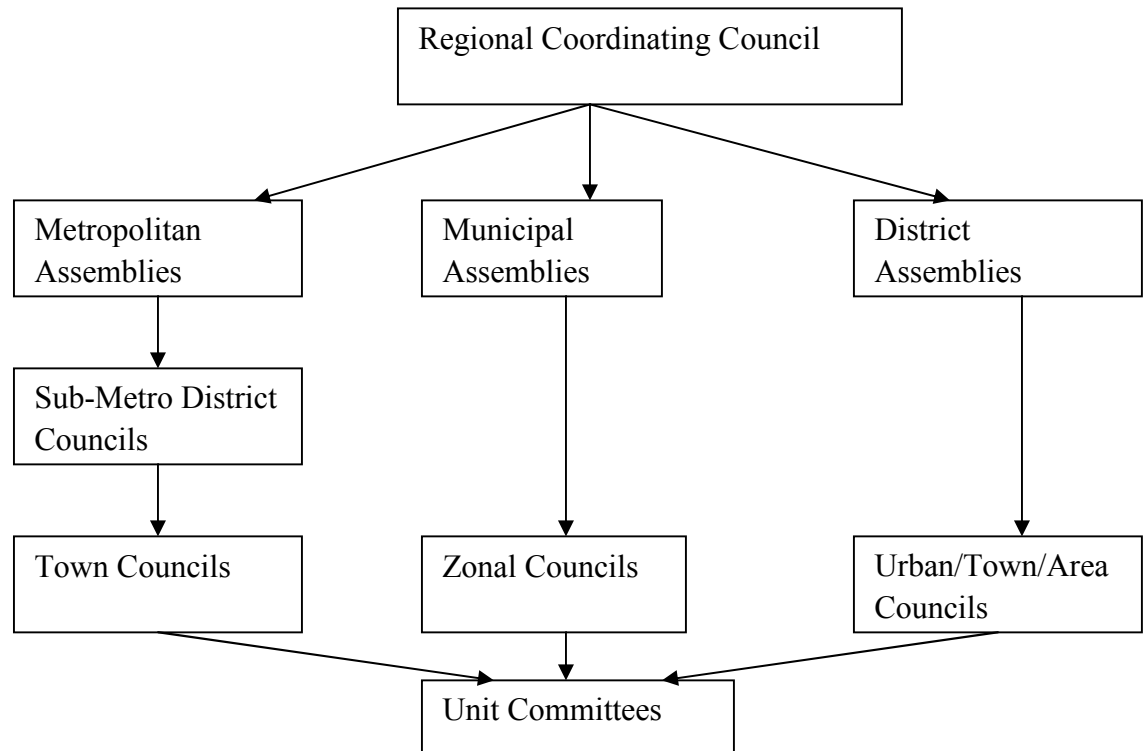 Regional Coordinating Council
Metropolitan
Assemblies
Municipal
Assemblies
District
Assemblies
Sub-Metro District
Councils
Town Councils
Zonal Councils
Urban/Town/Area
Councils
Unit Committees